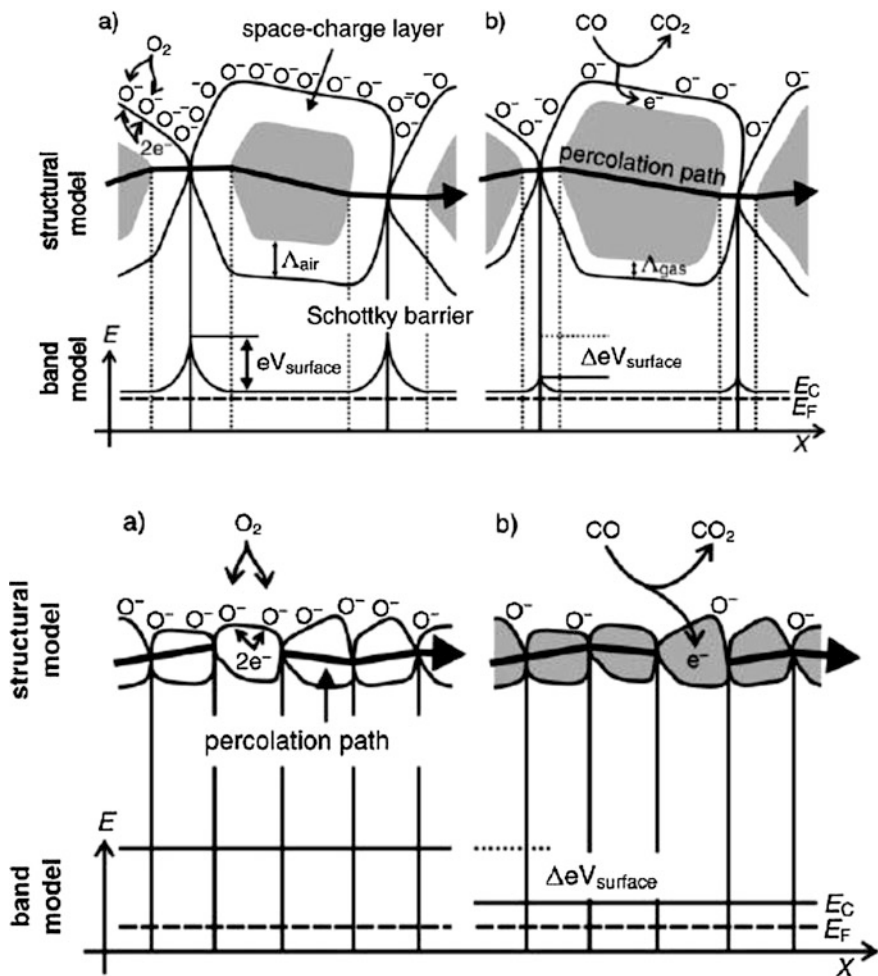 a)
O₂
space-charge layer
O⁻ O⁻ O⁻ O⁻ O⁻ O⁻ O⁻ O⁻ O⁻ O⁻ O⁻ O⁼ O⁻ ⁻O O⁻
2e⁻
Λair
structural model
b)
CO CO₂
O⁻ O⁻ O⁻ O⁻ O⁻ ⁻O O⁻
e⁻
percolation path
Λgas
Schottky barrier
band model
E
eVsurface
ΔeVsurface
EC
EF
X
a)
O₂
O⁻ O⁻ O⁻ O⁻ O⁻ O⁻ O⁻
2e⁻
percolation path
structural model
b)
CO CO₂
O⁻ O⁻ O⁻ O⁻
e⁻
band model
E
ΔeVsurface
EC
EF
X